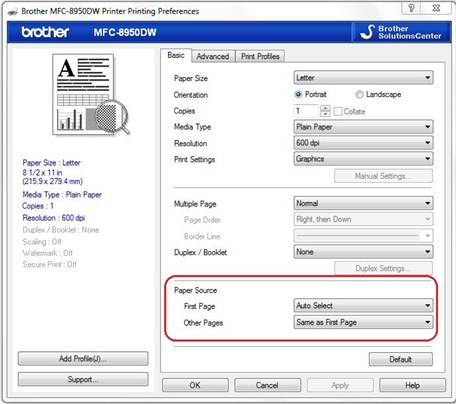 Brother MFC-8950DW Printer Printing Preferences
brother MFC-8950DW
Brother
SolutionsCenter
Basic Advanced Print Profiles
A
Paper Size : Letter
8 1/2 x 11 in
(215.9 x 279.4 mm)
Media Type : Plain Paper
Copies : 1
Resolution : 600 dpi
Duplex / Booklet : None
Scaling : Off
Watermark : Off
Secure Print : Off
Add Profile(J)...
Support...
Paper Size Letter
Orientation Portrait Landscape
Copies 1 Collate
Media Type Plain Paper
Resolution 600 dpi
Print Settings Graphics
Manual Settings...
Multiple Page Normal
Page Order Right, then Down
Border Line
Duplex / Booklet None
Duplex Settings...
Paper Source
First Page Auto Select
Other Pages Same as First Page
Default
OK Cancel Apply Help